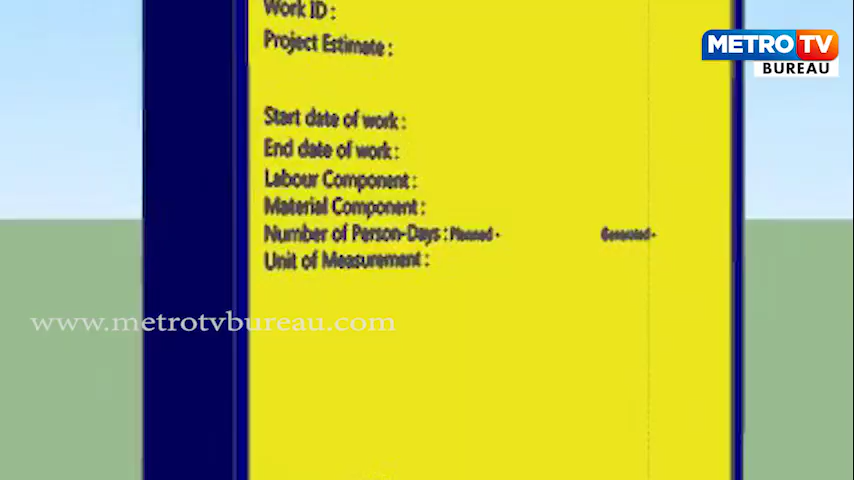 Work ID :
METRO TV
BUREAU
Project Estimate :
Start date of work :
End date of work :
Labour Component :
Material Component :
Number of Person-Days : Planned - Generated -
Unit of Measurement :
www.metrotvbureau.com